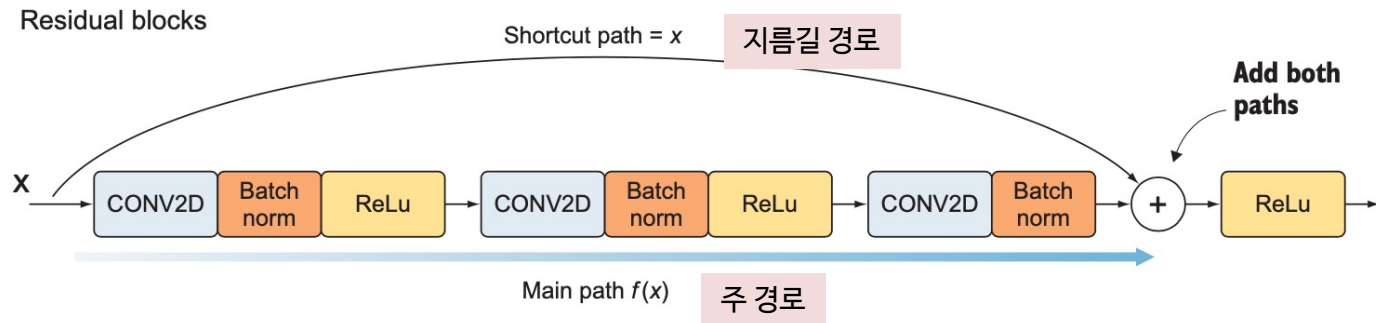 Residual blocks
Shortcut path = x
지름길 경로
Add both
paths
X
CONV2D
Batch
norm
ReLu
CONV2D
Batch
norm
ReLu
CONV2D
Batch
norm
+
ReLu
Main path f(x)
주 경로